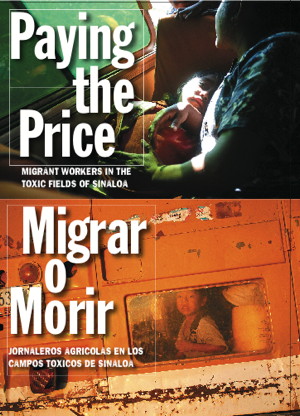 Paying
the
Price
MIGRANT WORKERS IN THE
TOXIC FIELDS OF SINALOA
Migrar
o
Morir
JORNALEROS AGRICOLAS EN LOS
CAMPOS TOXICOS DE SINALOA